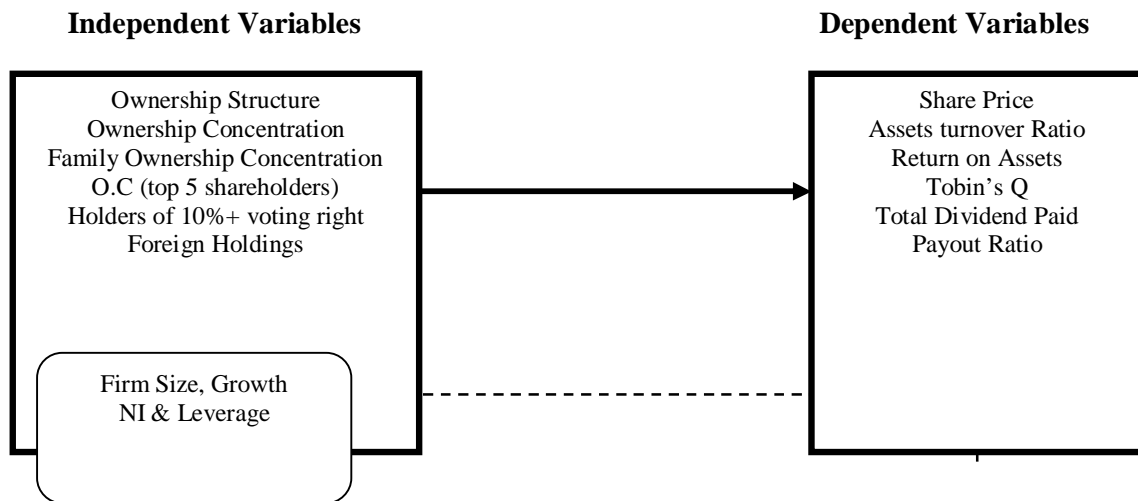 Independent Variables
Ownership Structure
Ownership Concentration
Family Ownership Concentration
O.C (top 5 shareholders)
Holders of 10%+ voting right
Foreign Holdings
Firm Size, Growth
NI & Leverage
Dependent Variables
Share Price
Assets turnover Ratio
Return on Assets
Tobin’s Q
Total Dividend Paid
Payout Ratio